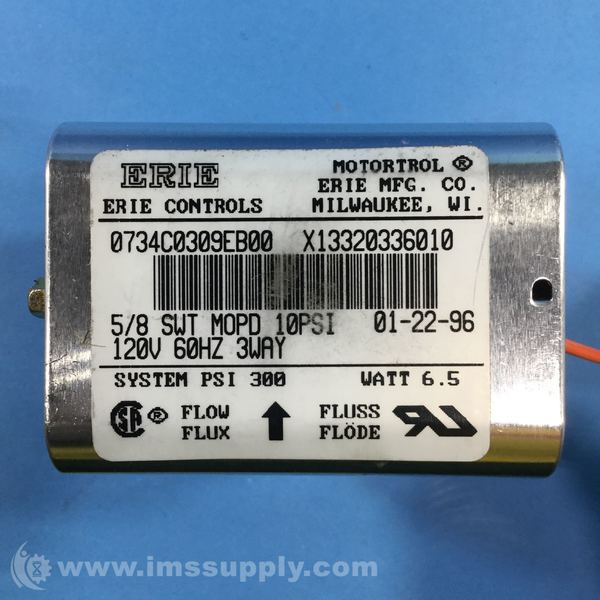 ERIE
ERIE CONTROLS
MOTORTROL ®
ERIE MFG. CO.
MILWAUKEE, WI.
0734C0309EB00 X13320336010
5/8 SWT MOPD 10PSI 01-22-96
120V 60HZ 3WAY
SYSTEM PSI 300 WATT 6.5
SA ® FLOW FLUSS
FLUX FLÖDE
www.imssupply.com